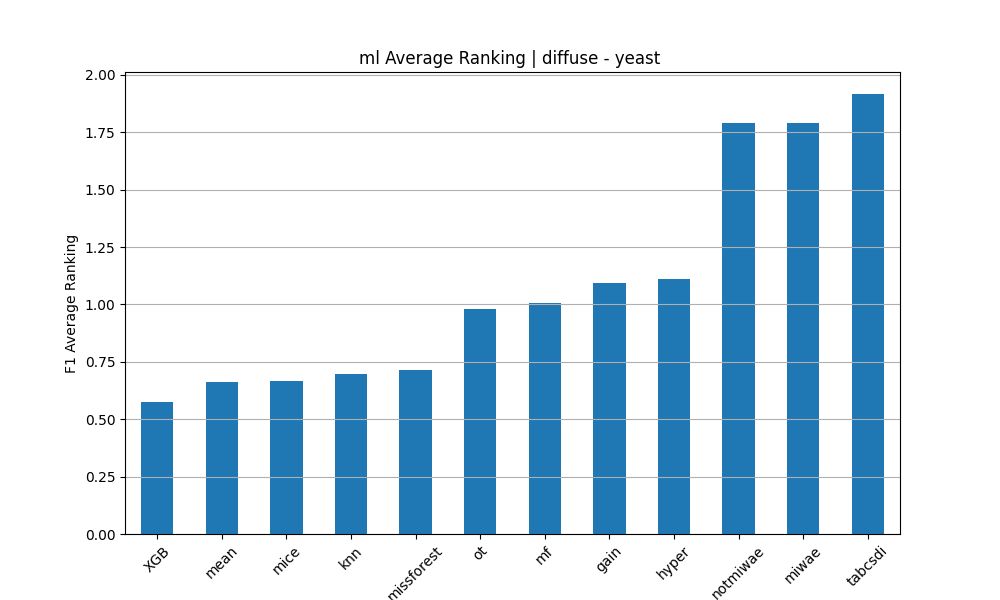 ml Average Ranking | diffuse - yeast
F1 Average Ranking
2.00
1.75
1.50
1.25
1.00
0.75
0.50
0.25
0.00
XGB
mean
mice
knn
missforest
ot
mf
gain
hyper
notmiwae
miwae
tabcsdi